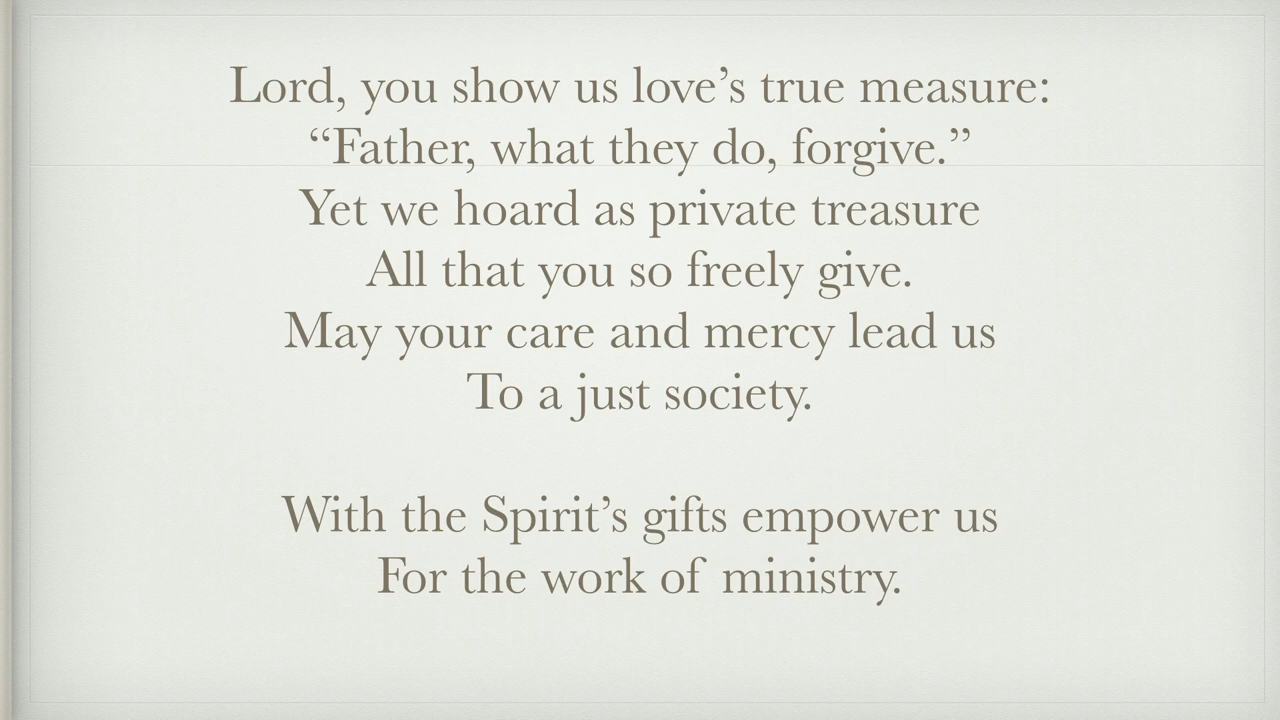 Lord, you show us love’s true measure:
“Father, what they do, forgive.”
Yet we hoard as private treasure
All that you so freely give.
May your care and mercy lead us
To a just society.
With the Spirit’s gifts empower us
For the work of ministry.